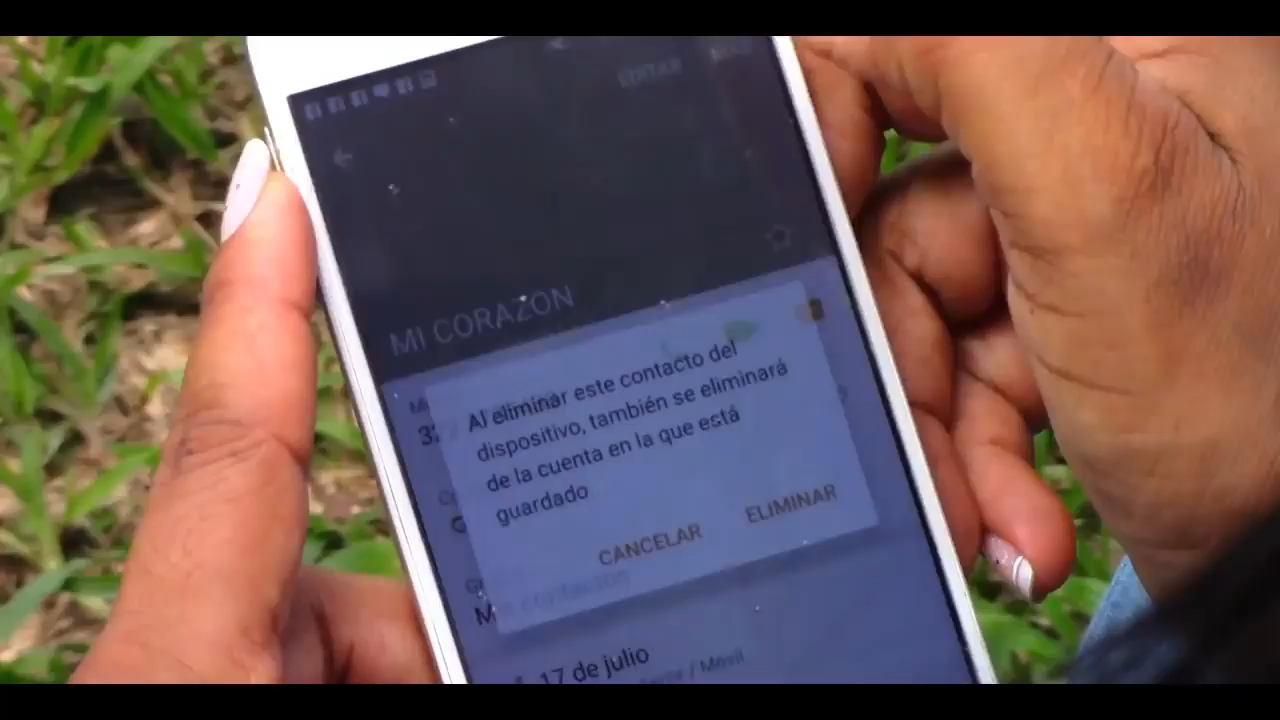 EDITAR
MI CORAZON
Al eliminar este contacto del
dispositivo, también se eliminará
de la cuenta en la que está
guardado
CANCELAR
ELIMINAR
17 de julio